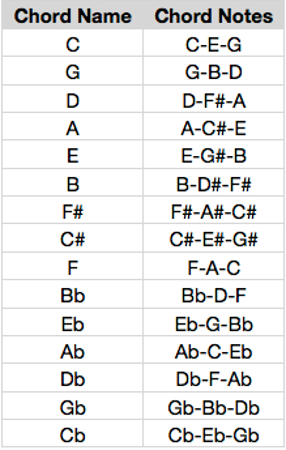 Chord Name Chord Notes
C C-E-G
G G-B-D
D D-F#-A
A A-C#-E
E E-G#-B
B B-D#-F#
F# F#-A#-C#
C# C#-E#-G#
F F-A-C
Bb Bb-D-F
Eb Eb-G-Bb
Ab Ab-C-Eb
Db Db-F-Ab
Gb Gb-Bb-Db
Cb Cb-Eb-Gb